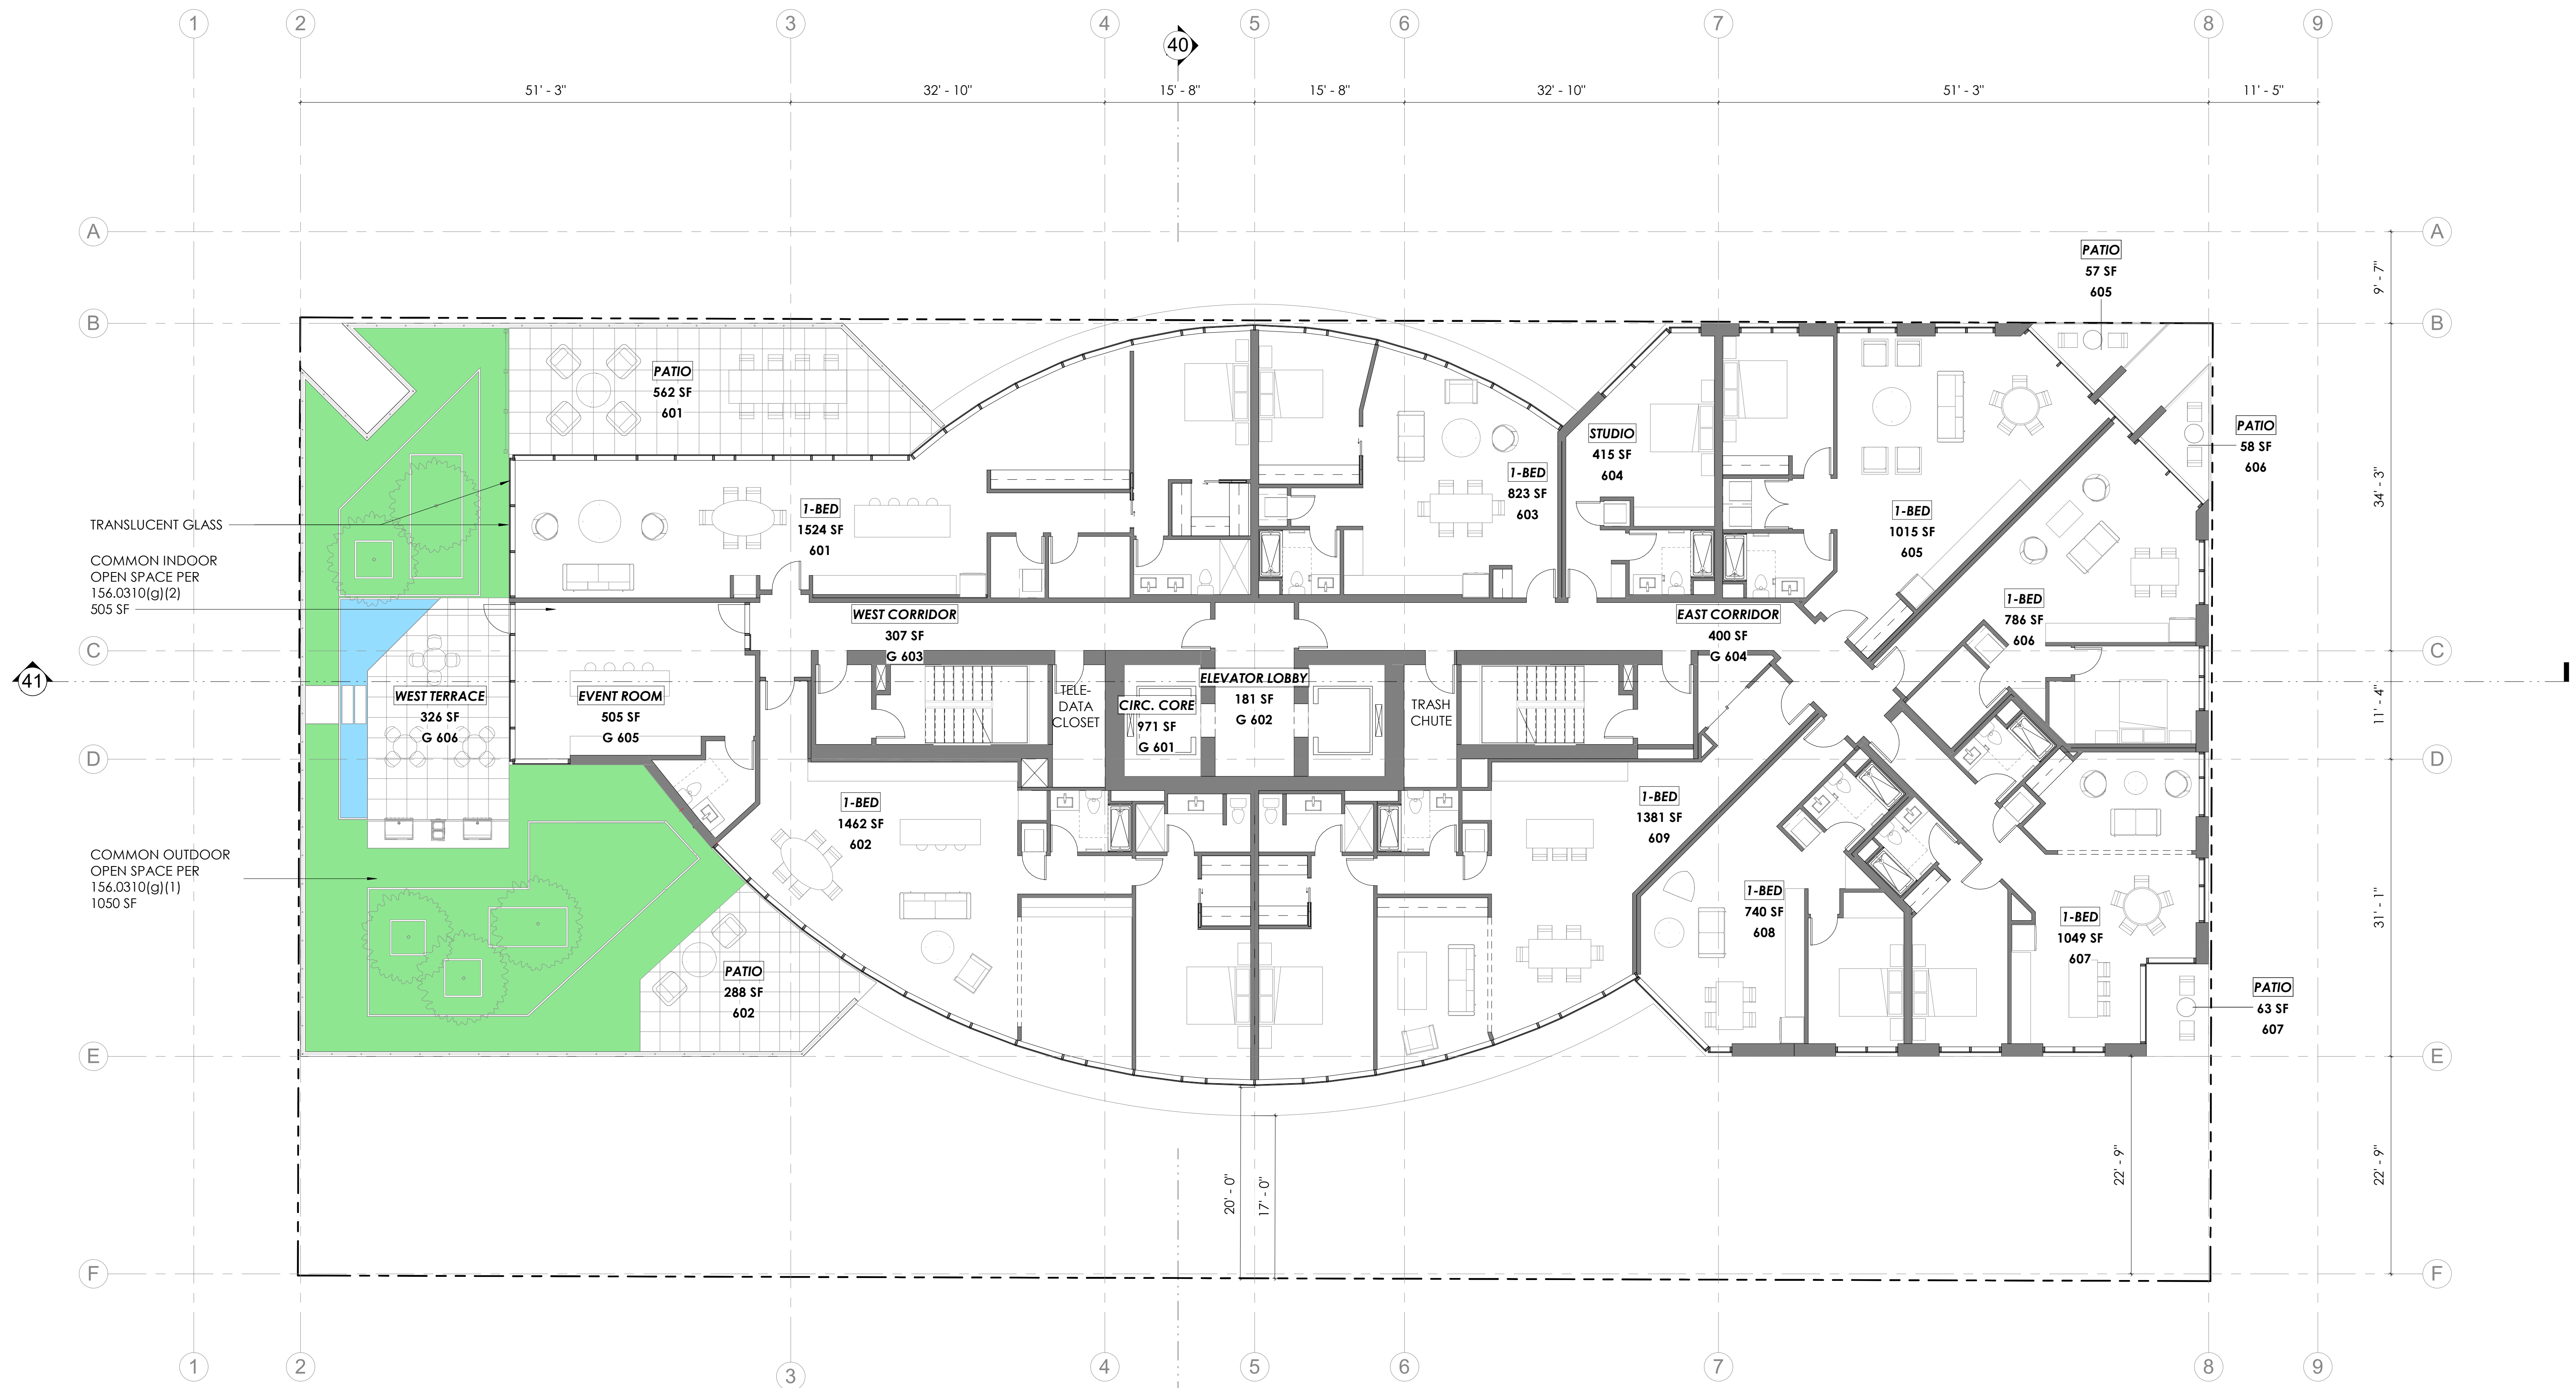 1 2 3 4 5 6 7 8 9
40
51' - 3" 32' - 10" 15' - 8" 15' - 8" 32' - 10" 51' - 3" 11' - 5"
A A
9' - 7"
PATIO
57 SF
605
B B
PATIO
562 SF
601
PATIO
58 SF
606
STUDIO
415 SF
604
34' - 3"
1-BED
823 SF
603
1-BED
1524 SF
601
1-BED
1015 SF
605
TRANSLUCENT GLASS
COMMON INDOOR
OPEN SPACE PER
156.0310(g)(2)
505 SF
1-BED
786 SF
606
WEST CORRIDOR
307 SF
G 603
EAST CORRIDOR
400 SF
G 604
C C
41
WEST TERRACE
326 SF
G 606
EVENT ROOM
505 SF
G 605
TELE-
DATA
CLOSET
CIRC. CORE
971 SF
G 601
ELEVATOR LOBBY
181 SF
G 602
TRASH
CHUTE
11' - 4"
D D
1-BED
1462 SF
602
1-BED
1381 SF
609
COMMON OUTDOOR
OPEN SPACE PER
156.0310(g)(1)
1050 SF
1-BED
740 SF
608
1-BED
1049 SF
607
31' - 1"
PATIO
288 SF
602
PATIO
63 SF
607
E E
20' - 0"
17' - 0"
22' - 9"
22' - 9"
F F
1 2 3 4 5 6 7 8 9